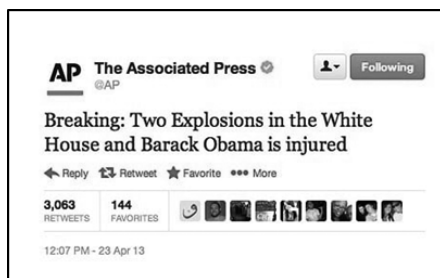 AP The Associated Press
@AP
Following
Breaking: Two Explosions in the White
House and Barack Obama is injured
Reply Retweet Favorite More
3,063 144
RETWEETS FAVORITES
12:07 PM - 23 Apr 13